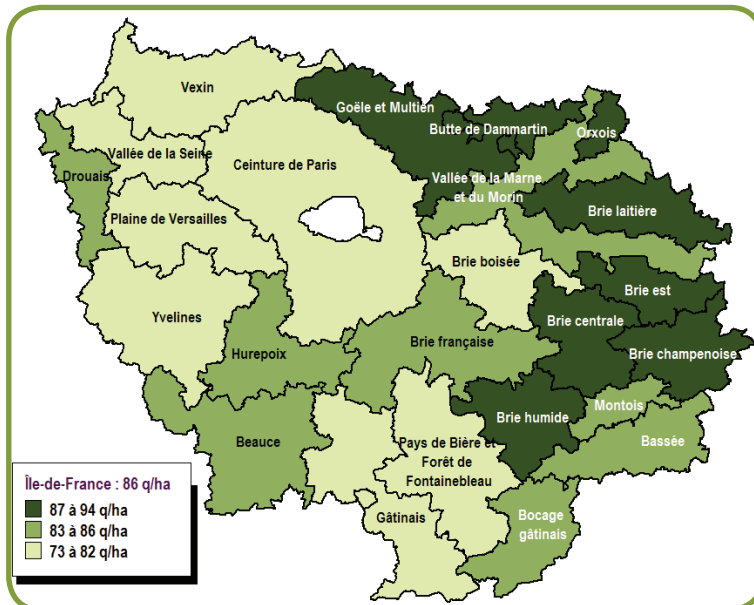 Vexin
Goële et Multien
Butte de Dammartin
Orxois
Vallée de la Seine
Ceinture de Paris
Drouais
Vallée de la Marne
et du Morin
Plaine de Versailles
Brie laitière
Brie boisée
Brie est
Yvelines
Brie centrale
Hurepoix
Brie française
Brie champenoise
Montois
Brie humide
Beauce
Pays de Bière et
Forêt de
Fontainebleau
Bassée
Gâtinais
Bocage
gâtinais
Île-de-France : 86 q/ha
87 à 94 q/ha
83 à 86 q/ha
73 à 82 q/ha